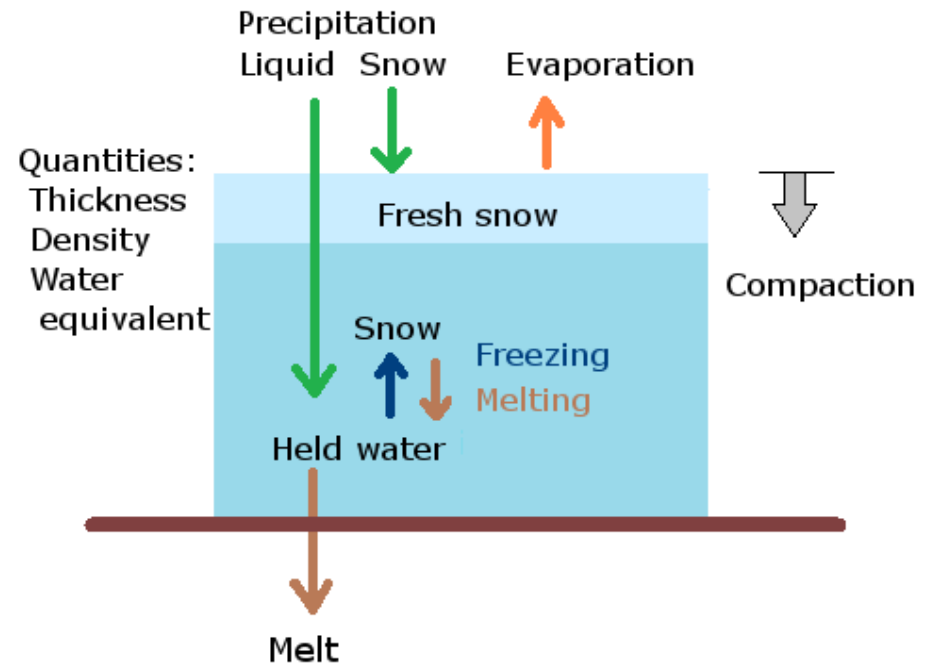 Precipitation
Liquid Snow
Evaporation
Quantities:
Thickness
Density
Water
equivalent
Fresh snow
Compaction
Snow
Freezing
Melting
Held water
Melt